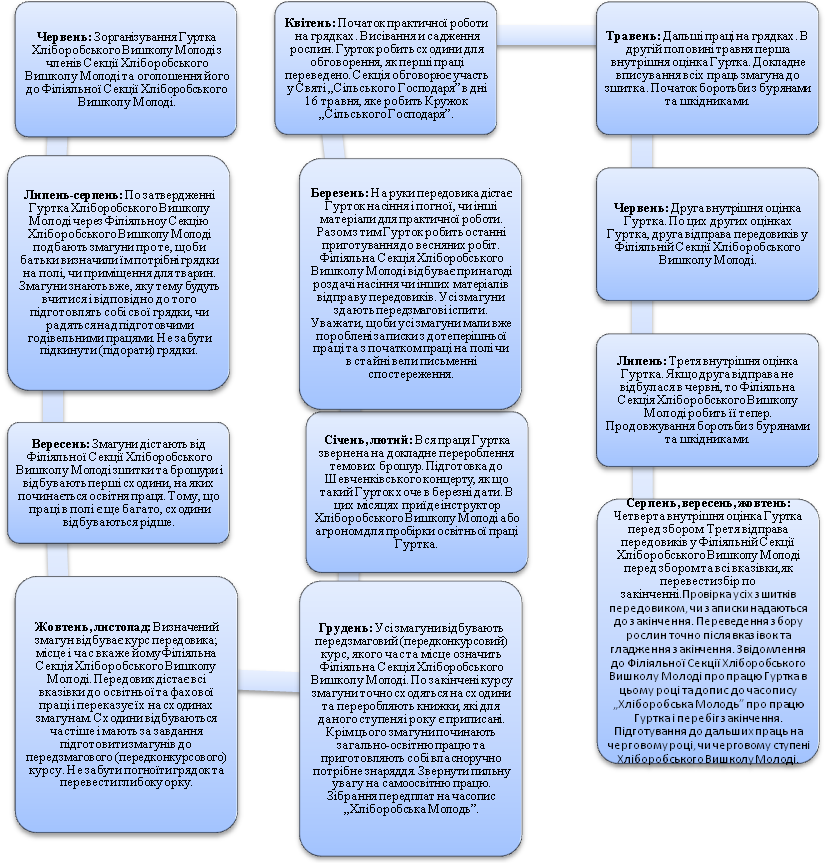 Червень: Зорганізування Гуртка
Хліборобського Вишколу Молоді з
членів Секції Хліборобського
Вишколу Молоді та оголошення його
до Філіяльної Секції Хліборобського
Вишколу Молоді.
Липень-серпень: По затвердженні
Гуртка Хліборобського Вишколу
Молоді через Філіяльноу Секцію
Хліборобського Вишколу Молоді
подбають змагуни про те, щоби
батьки визначили їм потрібні грядки
на полі, чи приміщення для тварин.
Змагуни знають вже, яку тему будуть
вчитися і відповідно до того
підготовлять собі свої грядки, чи
радяться над підготовчими
годівельними працями. Не забути
підкинути (підорати) грядки.
Вересень: Змагуни дістають від
Філіяльної Секції Хліборобського
Вишколу Молоді зшитки та брошури і
відбувають перші сходини, на яких
починається освітня праця. Тому, що
праці в полі є ще багато, сходини
відбуваються рідше.
Жовтень, листопад: Визначений
змагун відбуває курс передовика;
місце і час вкаже йому Філіяльна
Секція Хліборобського Вишколу
Молоді. Передовик дістає всі
вказівки до освітньої та фахової
праці і переказує їх на сходинах
змагунам. Сходини відбуваються
частіше і мають за завдання
підготовити змагунів до
передзмагового (передконкурсового)
курсу. Не забути погноїти грядок та
перевести глибоку орку.
Грудень: Усі змагуни відбувають
передзмаговий (передконкурсовий)
курс, якого час та місце означить
Філіяльна Секція Хліборобського
Вишколу Молоді. По закінчені курсу
змагуни точно сходяться на сходини
та переробляють книжки, які для
даного ступеня і року є приписані.
Крім цього змагуни починають
загально-освітню працю та
приготовляють собі власноручно
потрібне знаряддя. Звернути пильну
увагу на самоосвітню працю.
Зібрання передплат на часопис
„Хліборобська Молодь”.
Січень, лютий: Вся праця Гуртка
звернена на докладне перероблення
темових брошур. Підготовка до
Шевченківського концерту, якщо
такий Гурток хоче в березні дати. В
цих місяцях приїде інструктор
Хліборобського Вишколу Молоді або
агроном для пробірки освітньої праці
Гуртка.
Березень: На руки передовика дістає
Гурток насіння і погної, чи інші
матеріали для практичної роботи.
Разом з тим Гурток робить останні
приготування до весняних робіт.
Філіяльна Секція Хліборобського
Вишколу Молоді відбуває при нагоді
роздачі насіння чи інших матеріалів
відправу передовиків. Усі змагуни
здають передзмагові іспити.
Уважати, щоби усі змагуни мали вже
пороблені записки з дотеперішньої
праці та з початком праці на полі чи
в стайні вели письменні
спостереження.
Квітень: Початок практичної роботи
на грядках. Висівання и садження
рослин. Гурток робить сходини для
обговорення, як перші праці
переведено. Секція обговорює участь
у Святі „Сільського Господаря” в дні
16 травня, яке робить Кружок
„Сільського Господаря”.
Травень: Дальші праці на грядках. В
другій половині травня перша
внутрішня оцінка Гуртка. Докладне
вписування всіх праць змагуна до
зшитка. Початок боротьби з бурянами
та шкідниками.
Червень: Друга внутрішня оцінка
Гуртка. По цих других оцінках
Гуртка, друга відправа передовиків у
Філіяльній Секції Хліборобського
Вишколу Молоді.
Липень: Третя внутрішня оцінка
Гуртка. Якщо друга відправа не
відбулася в червні, то Філіяльна
Секція Хліборобського Вишколу
Молоді робить її тепер.
Продовжування боротьби з бурянами
та шкідниками.
Серпень, вересень, жовтень:
Четверта внутрішня оцінка Гуртка
перед збором. Третя відправа
передовиків у Філіяльній Секції
Хліборобського Вишколу Молоді
перед збором та всі вказівки, як
перевести збір по
закінченні. Провірка усіх зшитків
передовиком, чи записки надаються
до закінчення. Переведення збору
рослин точно після вказівок та
гладження закінчення. Звідомлення
до Філіяльної Секції Хліборобського
Вишколу Молоді про працю Гуртка в
цьому році та допис до часопису
„Хліборобська Молодь” про працю
Гуртка і перебіг закінчення.
Підготування до дальших праць на
черговому році, чи черговому ступені
Хліборобського Вишколу Молоді.